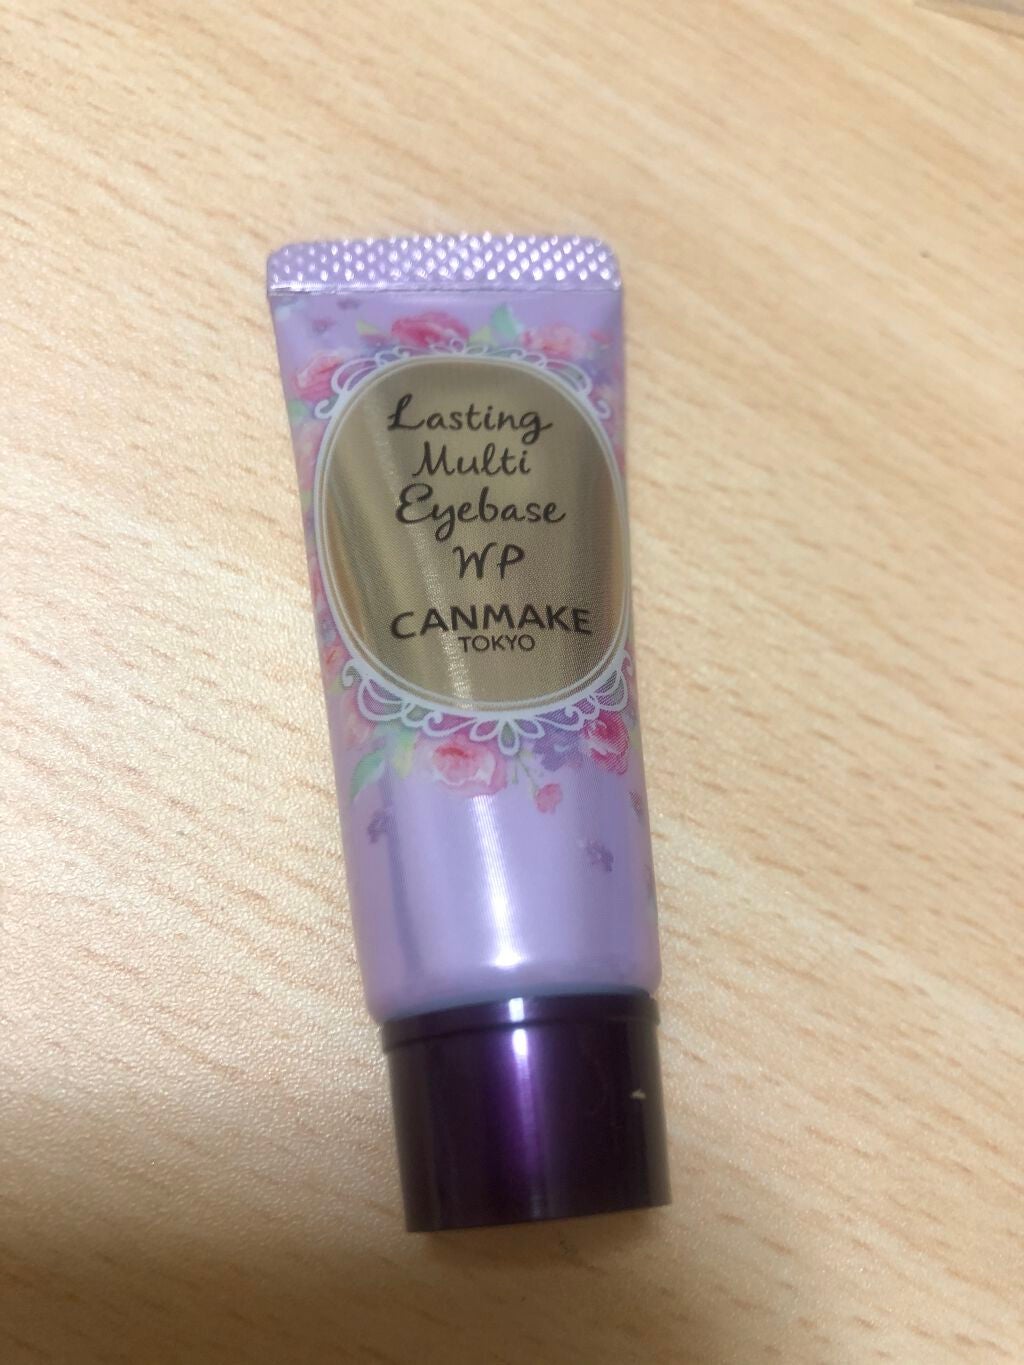 Lasting
Multi
Eyebase
WP
CANMAKE
TOKYO